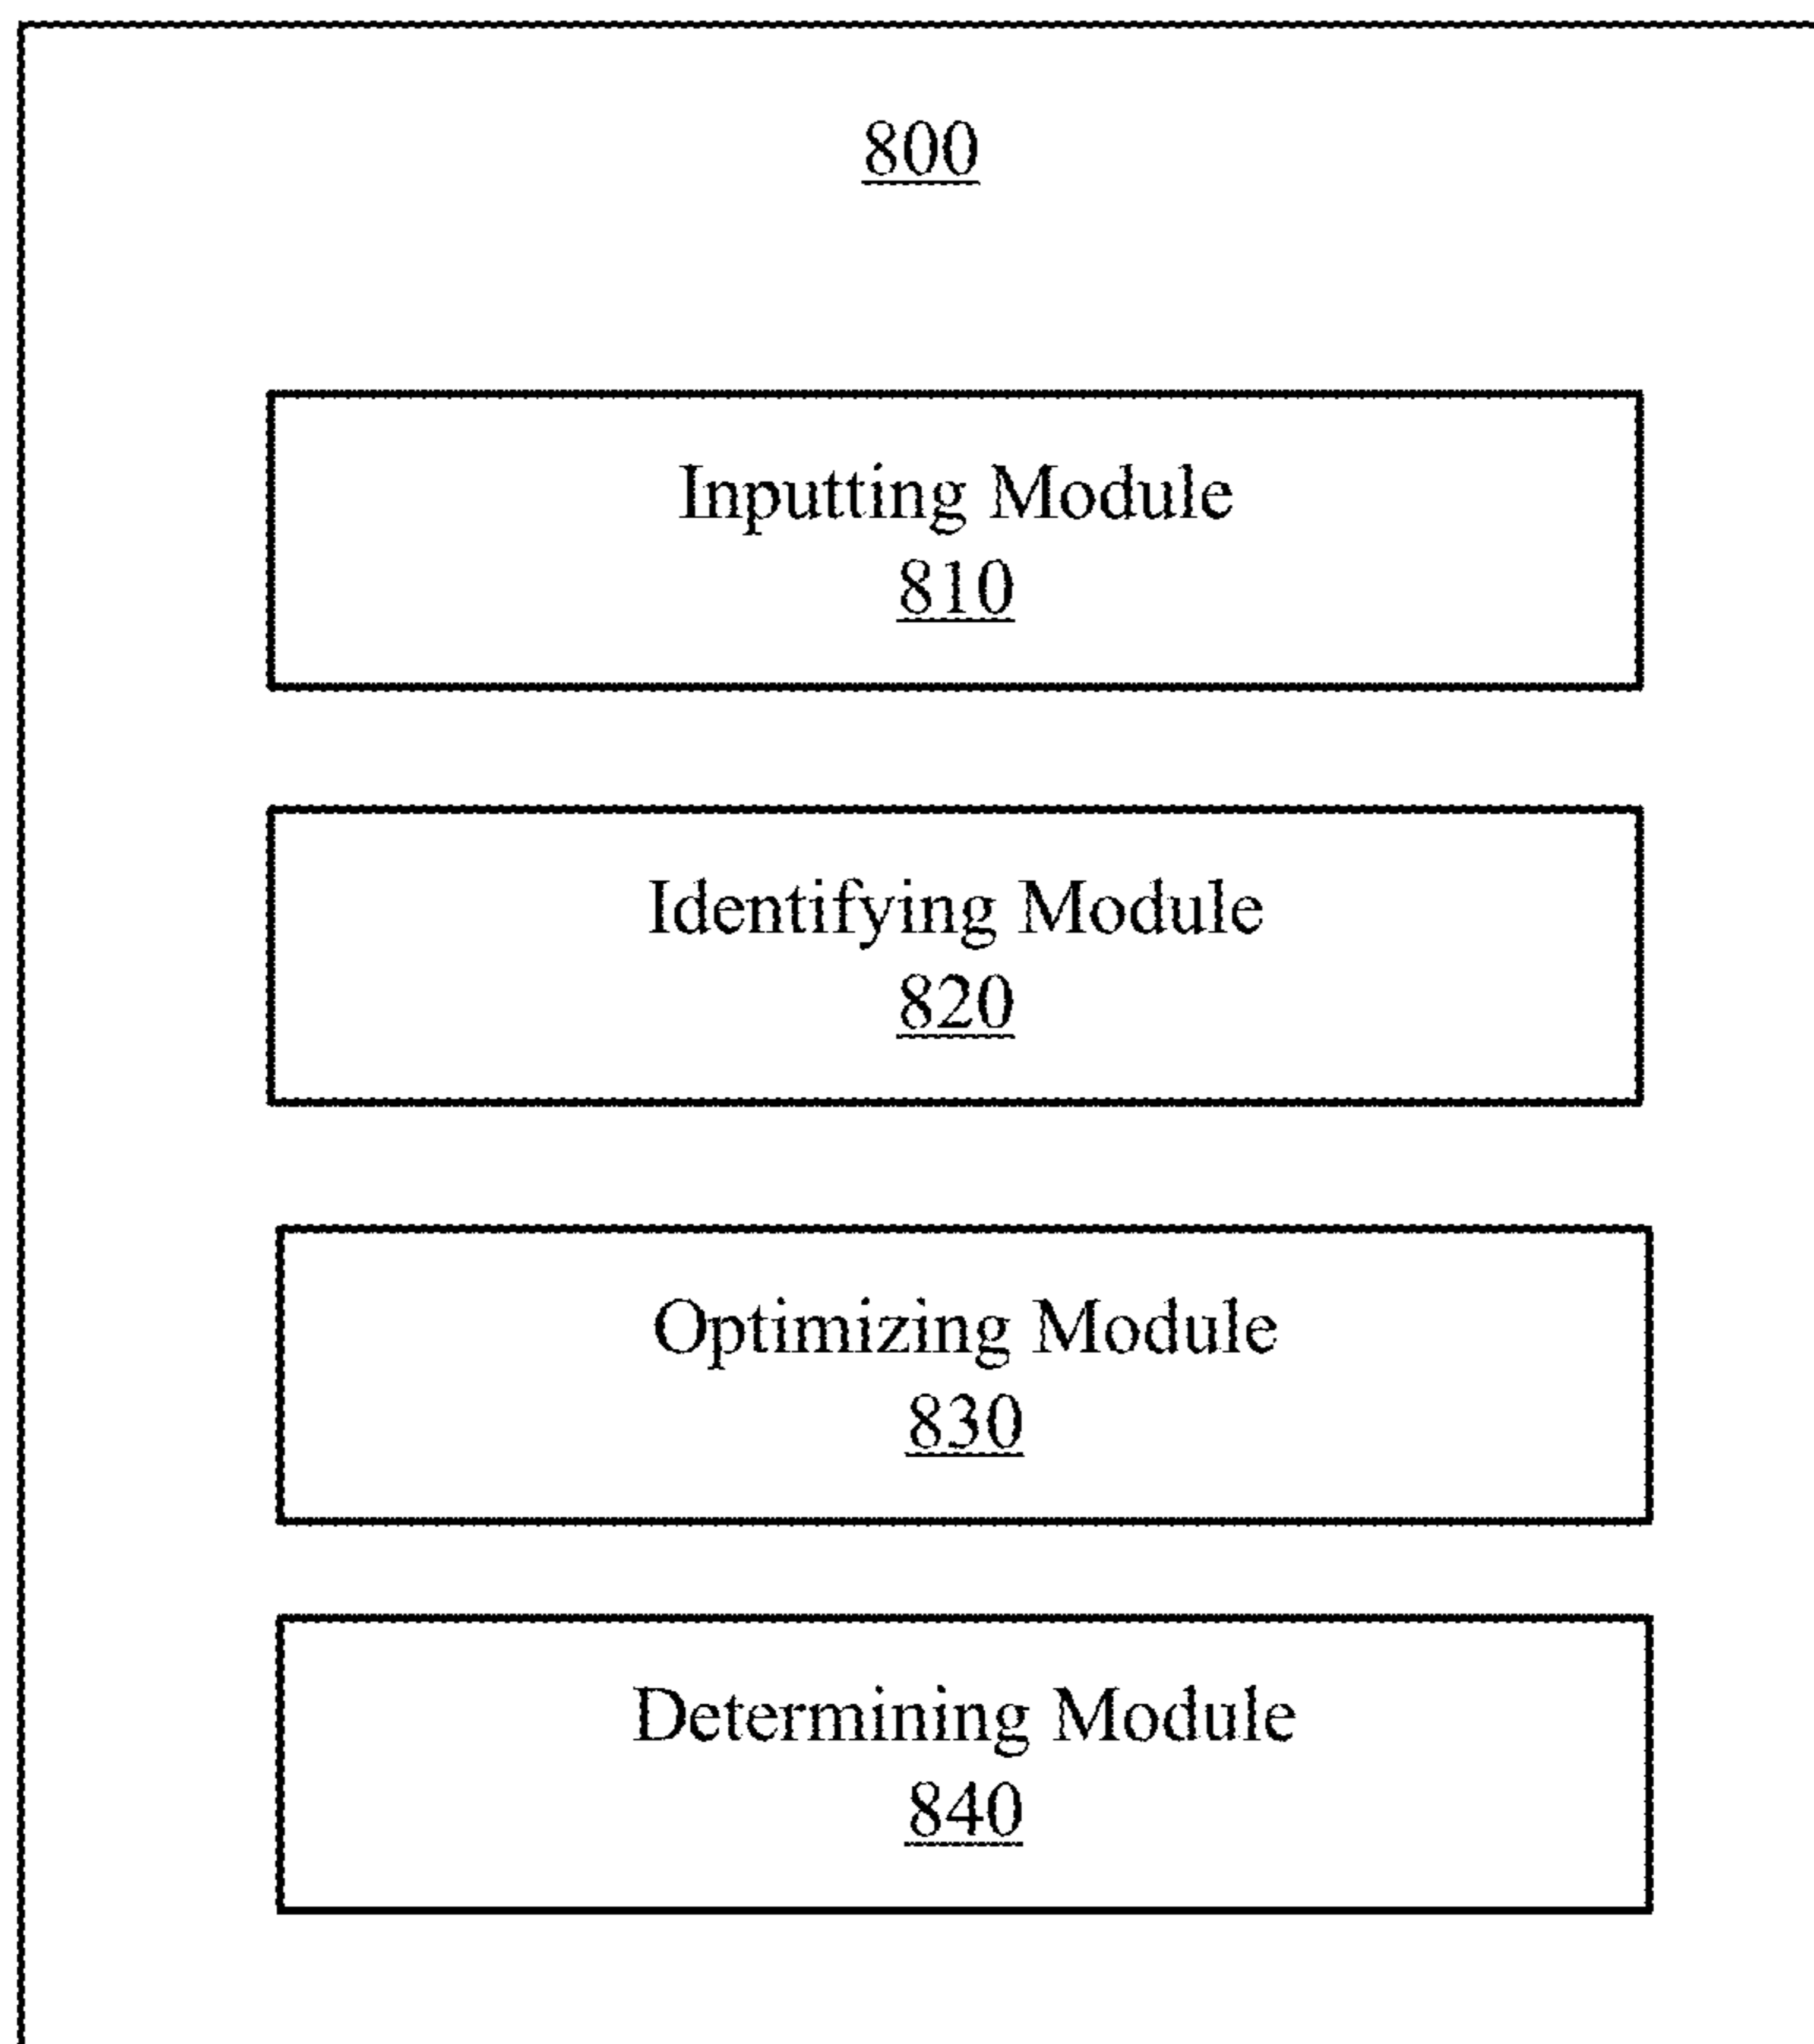 800
Inputting Module
810
Identifying Module
820
Optimizing Module
830
Determining Module
840